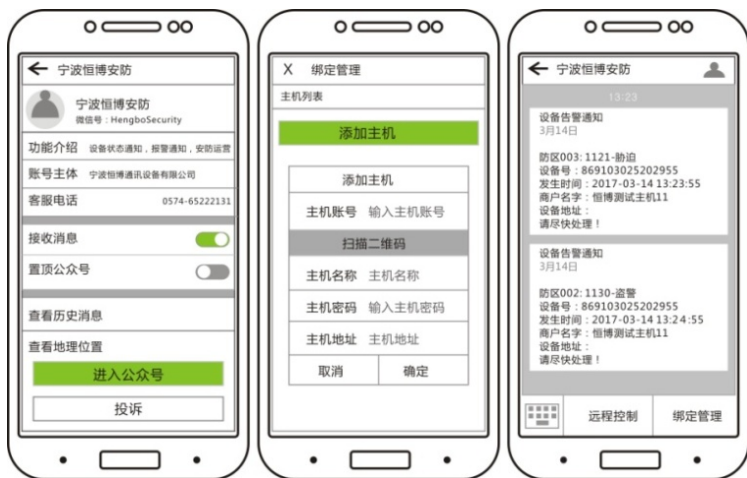 宁波恒博安防
宁波恒博安防
微信号：HengboSecurity
功能介绍 设备状态通知，报警通知，安防运营
账号主体 宁波恒博通讯设备有限公司
客服电话 0574-65222131
接收消息
置顶公众号
查看历史消息
查看地理位置
进入公众号
投诉
X 绑定管理
主机列表
添加主机
添加主机
主机账号 输入主机账号
扫描二维码
主机名称 主机名称
主机密码 输入主机密码
主机地址 主机地址
取消 确定
宁波恒博安防
13:23
设备告警通知
3月14日
防区003: 1121-胁迫
设备号：869103025202955
发生时间：2017-03-14 13:23:55
商户名字：恒博测试主机11
设备地址：
请尽快处理！
设备告警通知
3月14日
防区002: 1130-盗警
设备号：869103025202955
发生时间：2017-03-14 13:24:55
商户名字：恒博测试主机11
设备地址：
请尽快处理！
远程控制 绑定管理